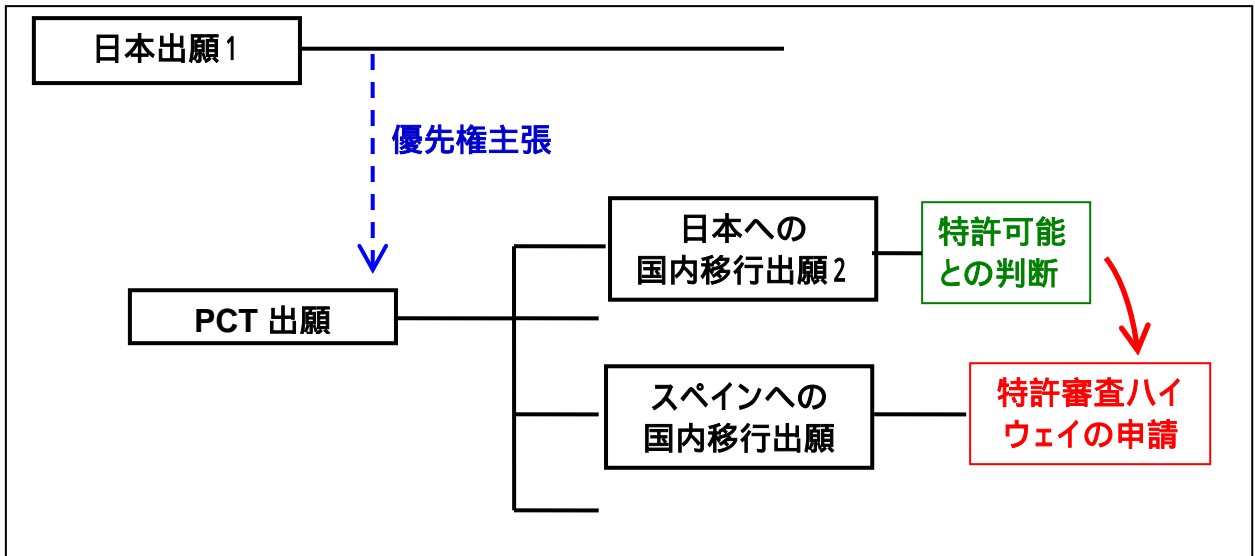 日本出願1
優先権主張
日本への
国内移行出願2
特許可能
との判断
PCT 出願
スペインへの
国内移行出願
特許審査ハイ
ウェイの申請